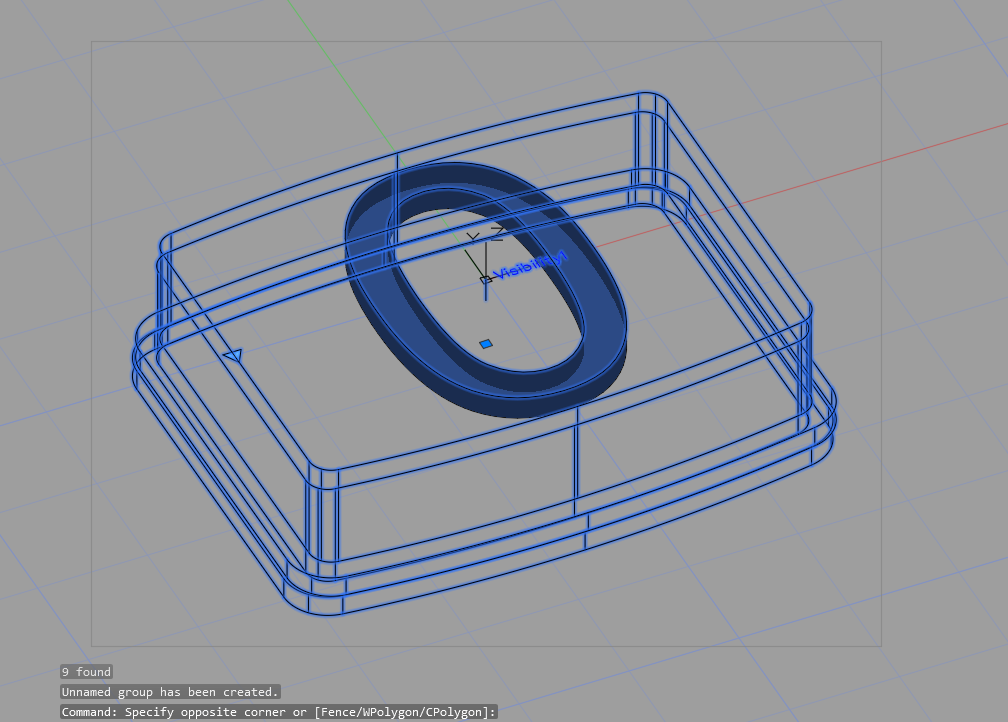 Y Z
Visibility1
9 found
Unnamed group has been created.
Command: Specify opposite corner or [Fence/WPolygon/CPolygon]: